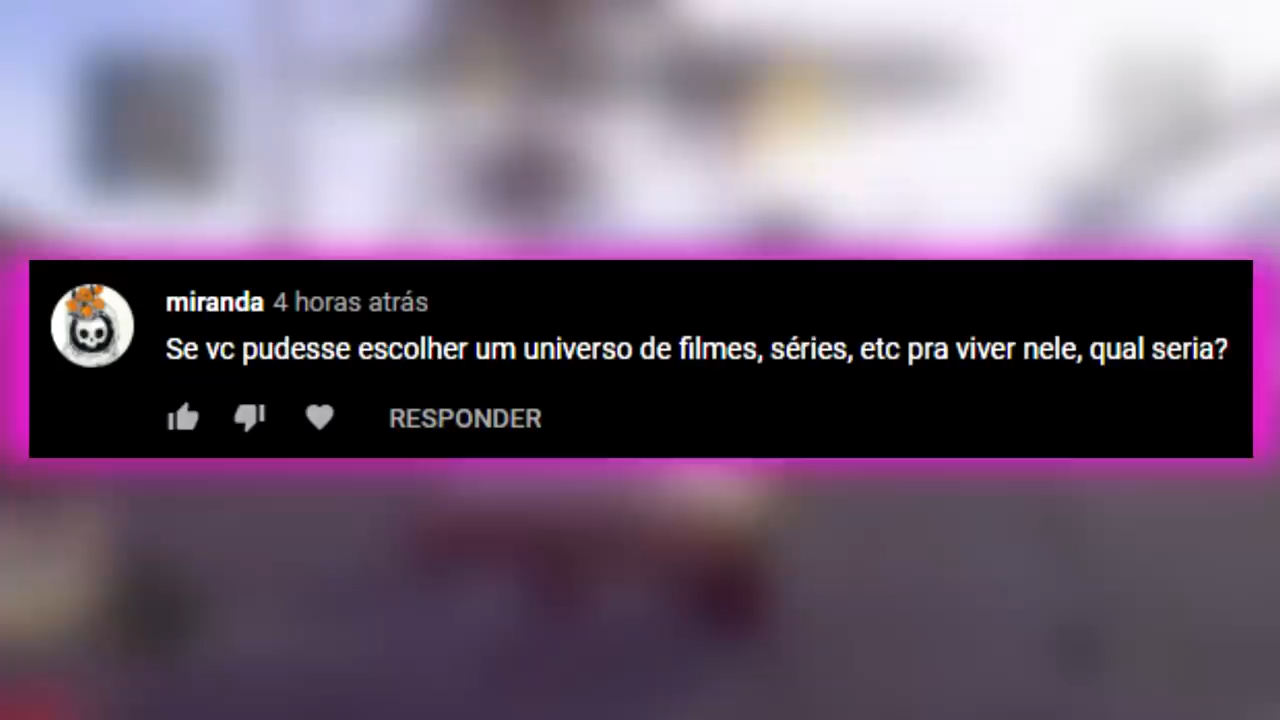 miranda 4 horas atrás
Se vc pudesse escolher um universo de filmes, séries, etc pra viver nele, qual seria?
RESPONDER